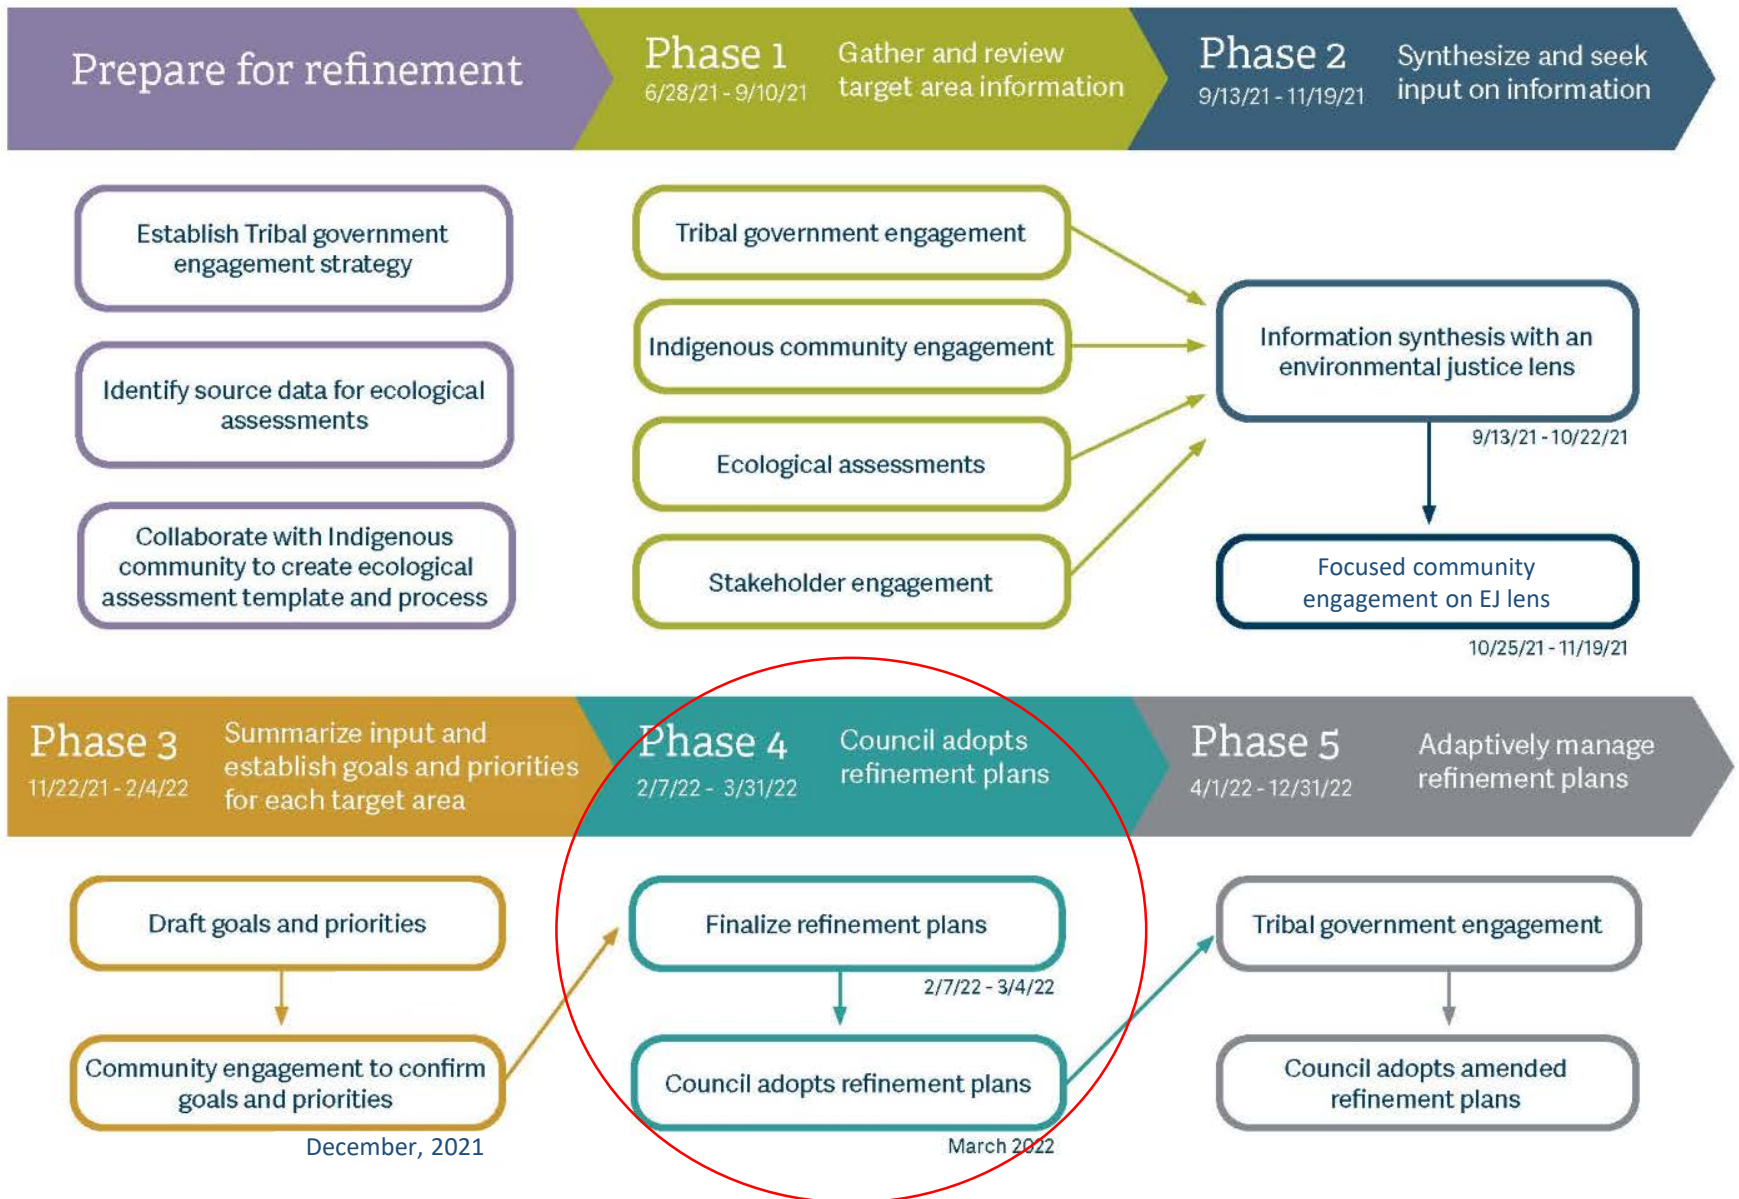 Prepare for refinement
Phase 1
6/28/21 - 9/10/21
Gather and review
target area information
Phase 2
9/13/21 - 11/19/21
Synthesize and seek
input on information
Establish Tribal government
engagement strategy
Identify source data for ecological
assessments
Collaborate with Indigenous
community to create ecological
assessment template and process
Tribal government engagement
Indigenous community engagement
Ecological assessments
Stakeholder engagement
Information synthesis with an
environmental justice lens
9/13/21 - 10/22/21
Focused community
engagement on EJ lens
10/25/21 - 11/19/21
Phase 3
11/22/21 - 2/4/22
Summarize input and
establish goals and priorities
for each target area
Phase 4
2/7/22 - 3/31/22
Council adopts
refinement plans
Phase 5
4/1/22 - 12/31/22
Adaptively manage
refinement plans
Draft goals and priorities
Community engagement to confirm
goals and priorities
December, 2021
Finalize refinement plans
2/7/22 - 3/4/22
Council adopts refinement plans
March 2022
Tribal government engagement
Council adopts amended
refinement plans